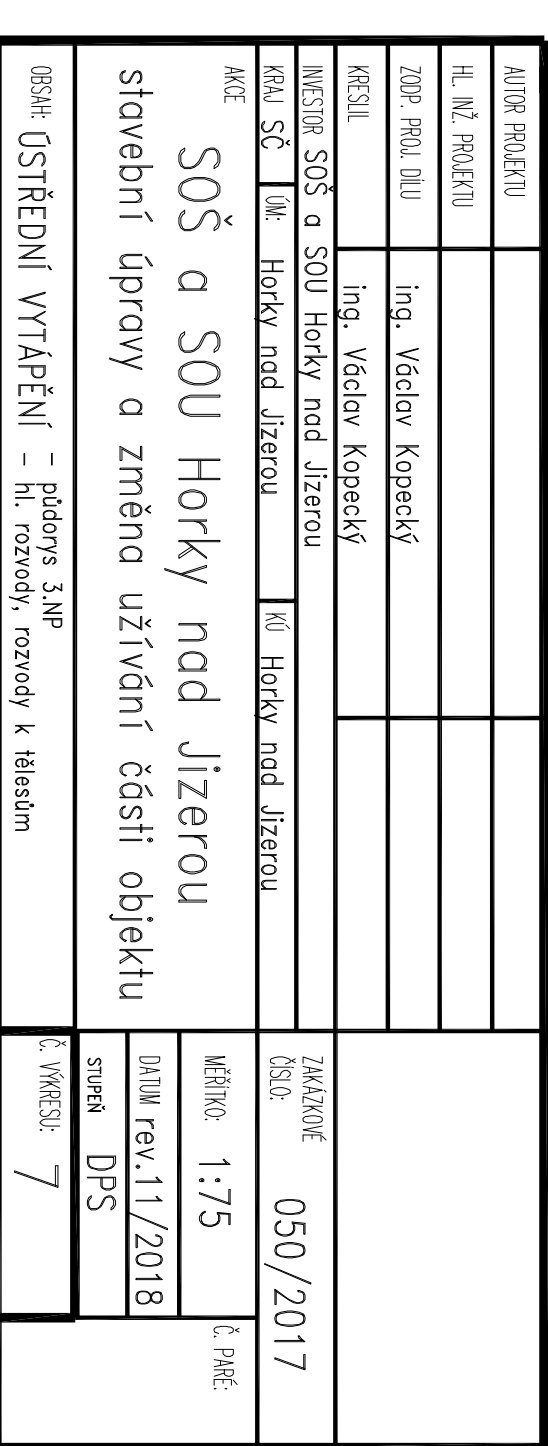 AUTOR PROJEKTU
HL. INŽ. PROJEKTU
ZODP. PROJ. DÍLU ing. Václav Kopecký
KRESLIL ing. Václav Kopecký
INVESTOR SOŠ a SOU Horky nad Jizerou
KRAJ SČ ÚM: Horky nad Jizerou KÚ Horky nad Jizerou
AKCE
SOŠ a SOU Horky nad Jizerou
stavební úpravy a změna užívání části objektu
OBSAH: ÚSTŘEDNÍ VYTÁPĚNÍ - půdorys 3.NP
- hl. rozvody, rozvody k tělesům
ZAKÁZKOVÉ
ČÍSLO: 050/2017
MĚŘÍTKO: 1:75
DATUM rev.11/2018
STUPEŇ DPS
Č. VÝKRESU: 7
Č. PARÉ: